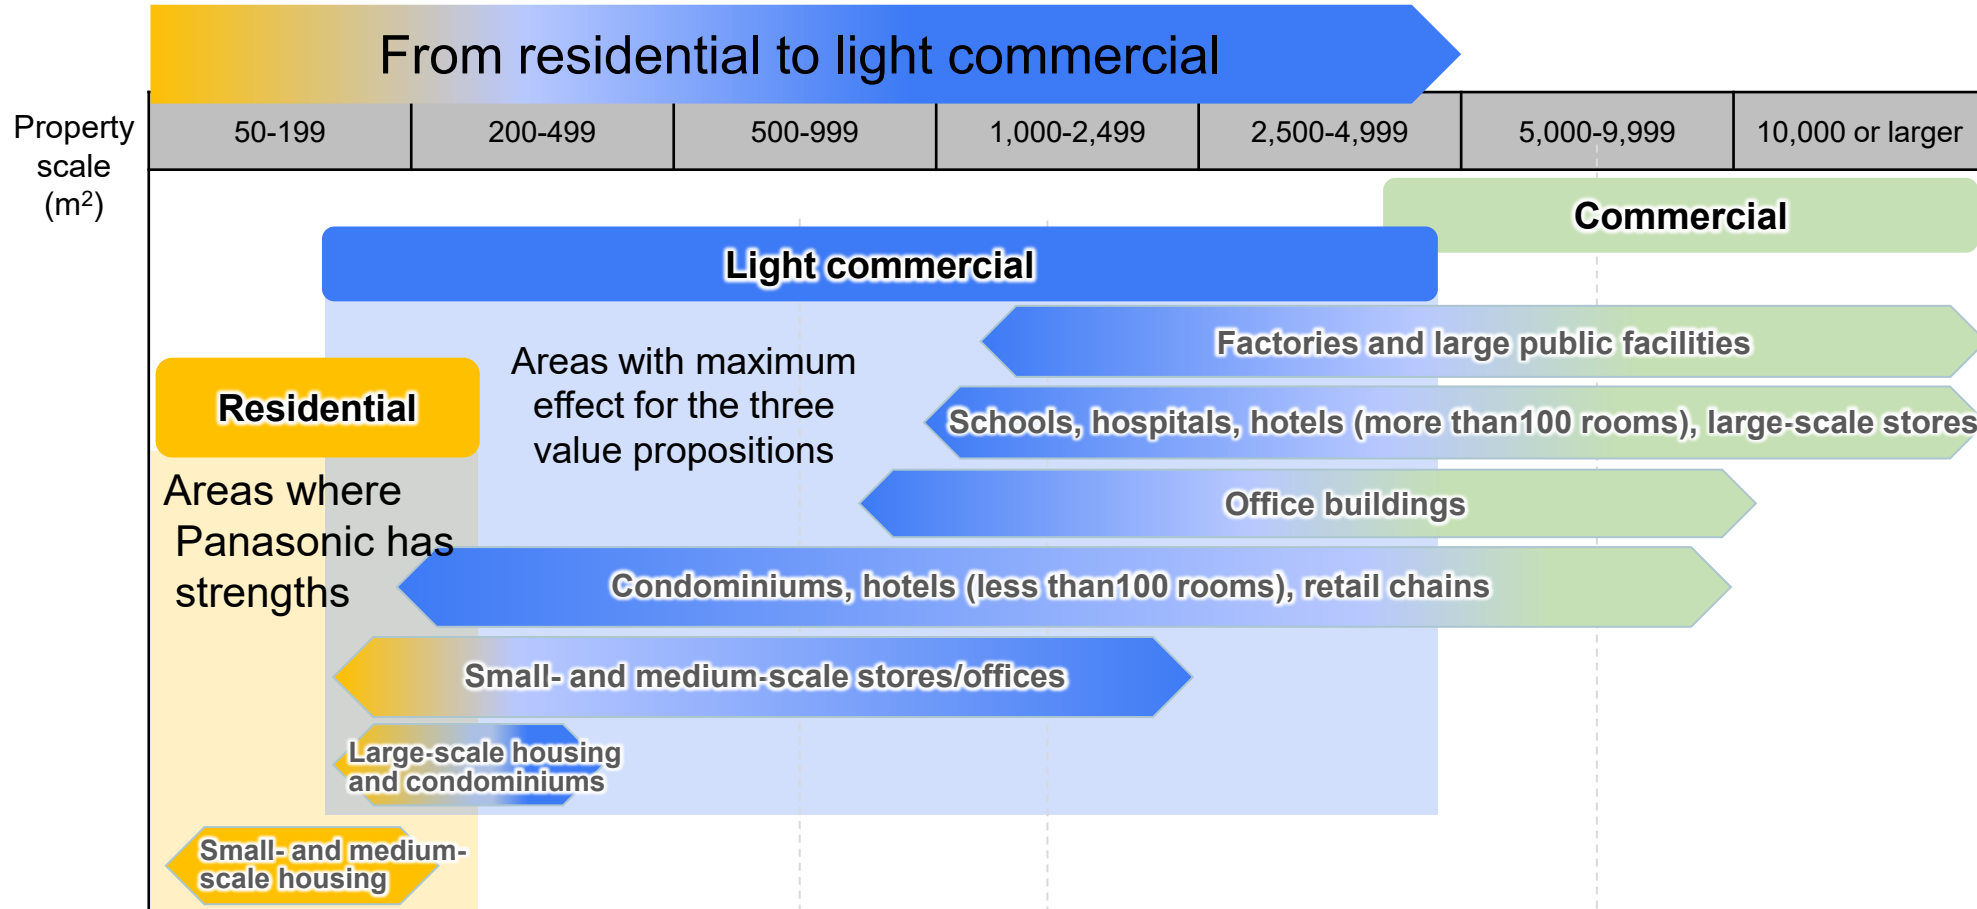 From residential to light commercial
Property
scale
(m²)
50-199
200-499
500-999
1,000-2,499
2,500-4,999
5,000-9,999
10,000 or larger
Commercial
Light commercial
Factories and large public facilities
Areas with maximum
effect for the three
value propositions
Residential
Schools, hospitals, hotels (more than100 rooms), large-scale stores
Areas where
Panasonic has
strengths
Office buildings
Condominiums, hotels (less than100 rooms), retail chains
Small- and medium-scale stores/offices
Large-scale housing
and condominiums
Small- and medium-
scale housing